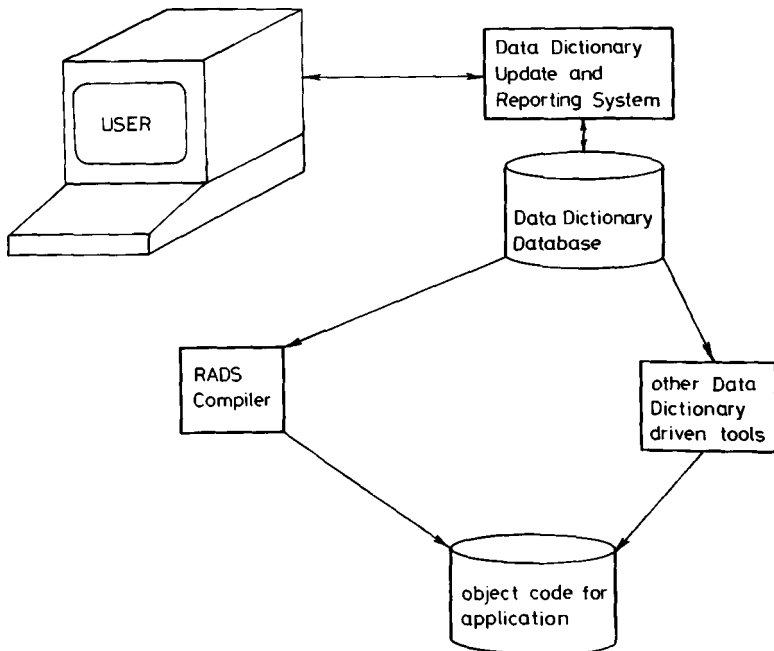 Data Dictionary
Update and
Reporting System
USER
Data Dictionary
Database
RADS
Compiler
other Data
Dictionary
driven tools
object code for
application